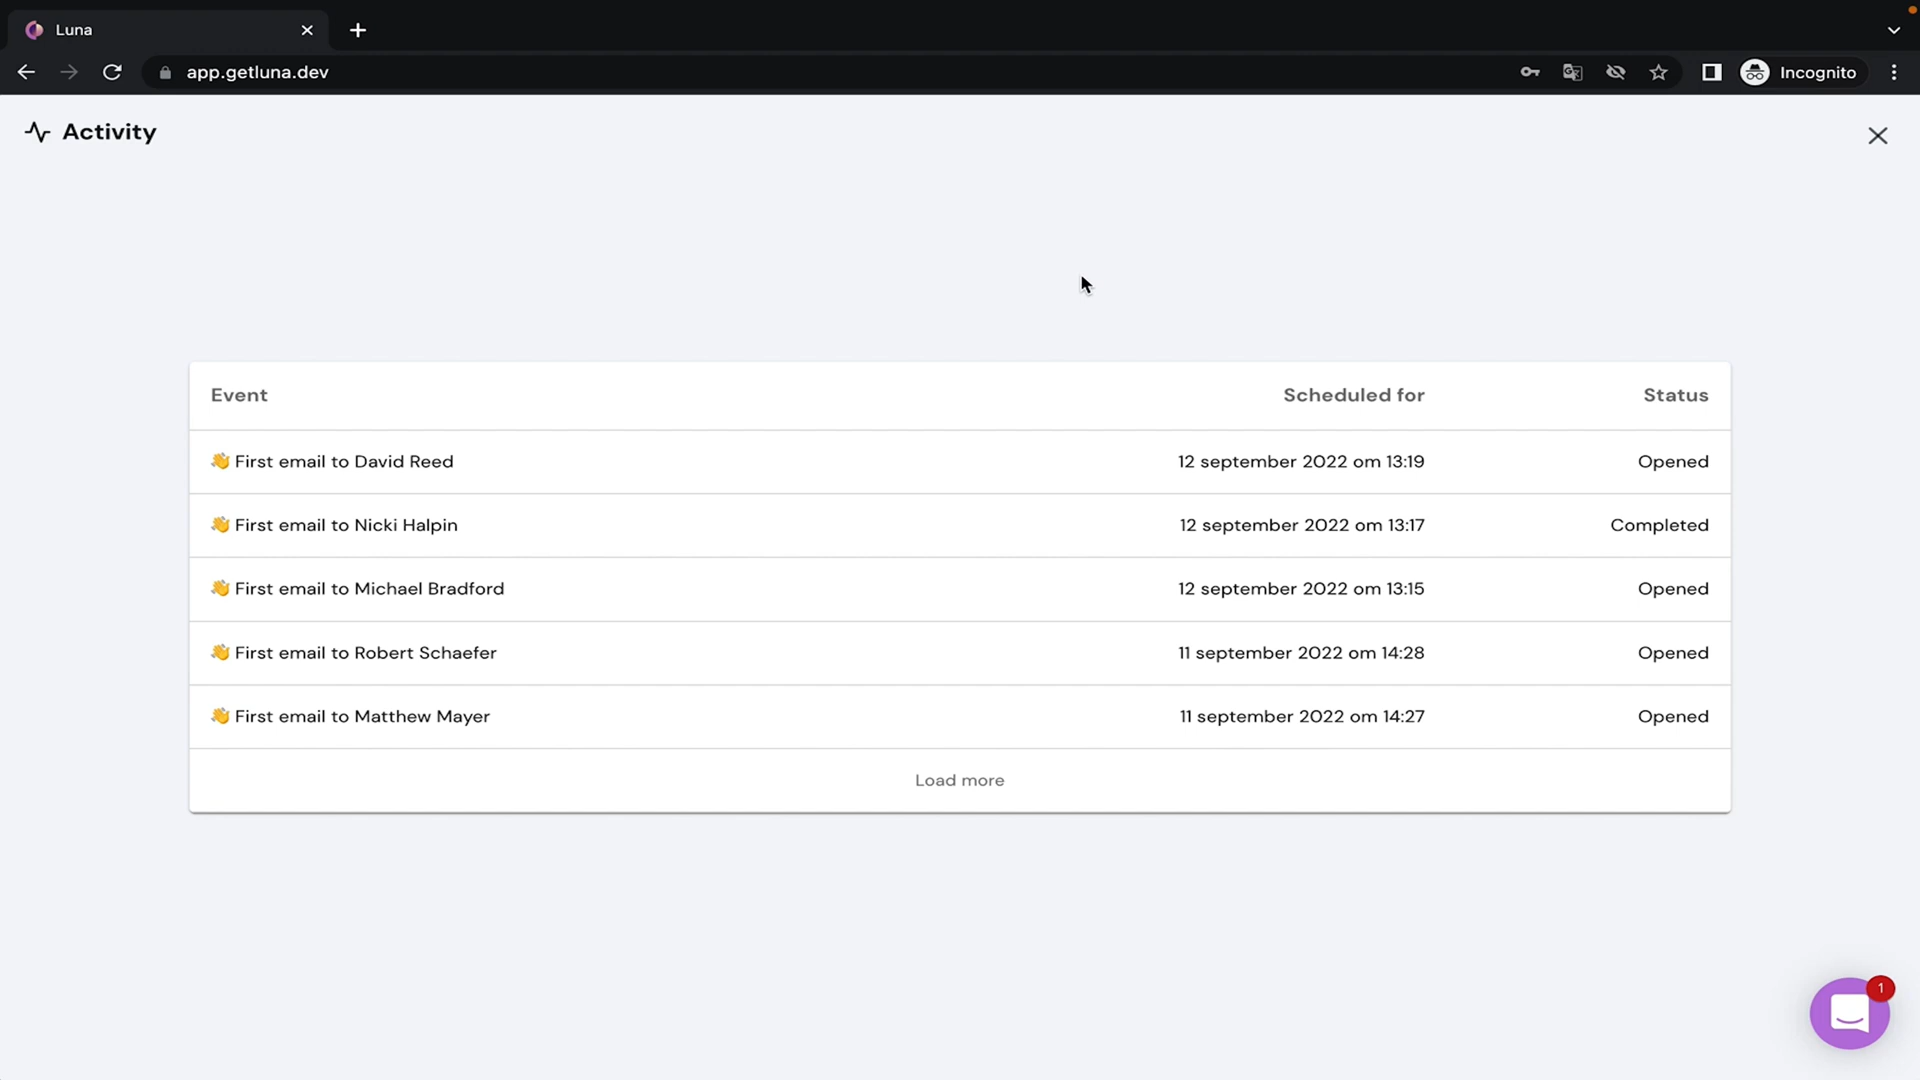 Luna
app.getluna.dev
Incognito
Activity
Event Scheduled for Status
👋 First email to David Reed 12 september 2022 om 13:19 Opened
👋 First email to Nicki Halpin 12 september 2022 om 13:17 Completed
👋 First email to Michael Bradford 12 september 2022 om 13:15 Opened
👋 First email to Robert Schaefer 11 september 2022 om 14:28 Opened
👋 First email to Matthew Mayer 11 september 2022 om 14:27 Opened
Load more
1